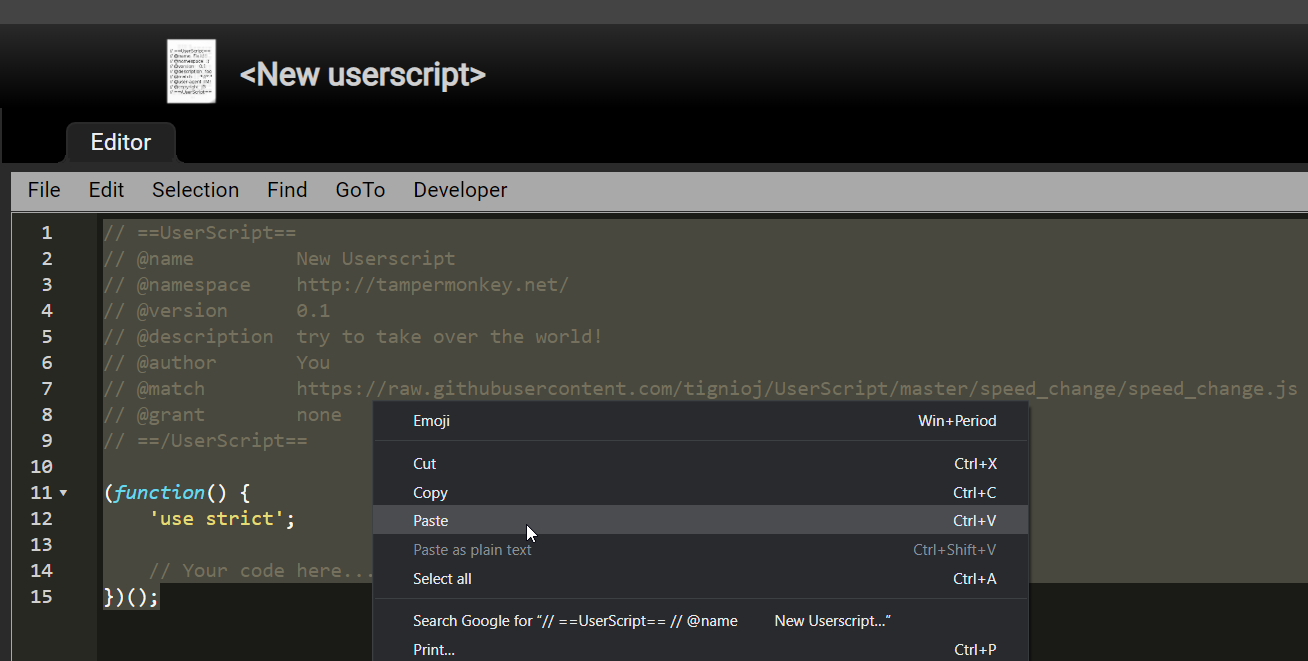 <New userscript>
Editor
File Edit Selection Find GoTo Developer
1 // ==UserScript==
2 // @name New Userscript
3 // @namespace http://tampermonkey.net/
4 // @version 0.1
5 // @description try to take over the world!
6 // @author You
7 // @match https://raw.githubusercontent.com/tignioj/UserScript/master/speed_change/speed_change.js
8 // @grant none
9 // ==/UserScript==
10
11 (function() {
12 'use strict';
13
14 // Your code here...
15 })();
Emoji Win+Period
Cut Ctrl+X
Copy Ctrl+C
Paste Ctrl+V
Paste as plain text Ctrl+Shift+V
Select all Ctrl+A
Search Google for “// ==UserScript== // @name New Userscript...”
Print... Ctrl+P